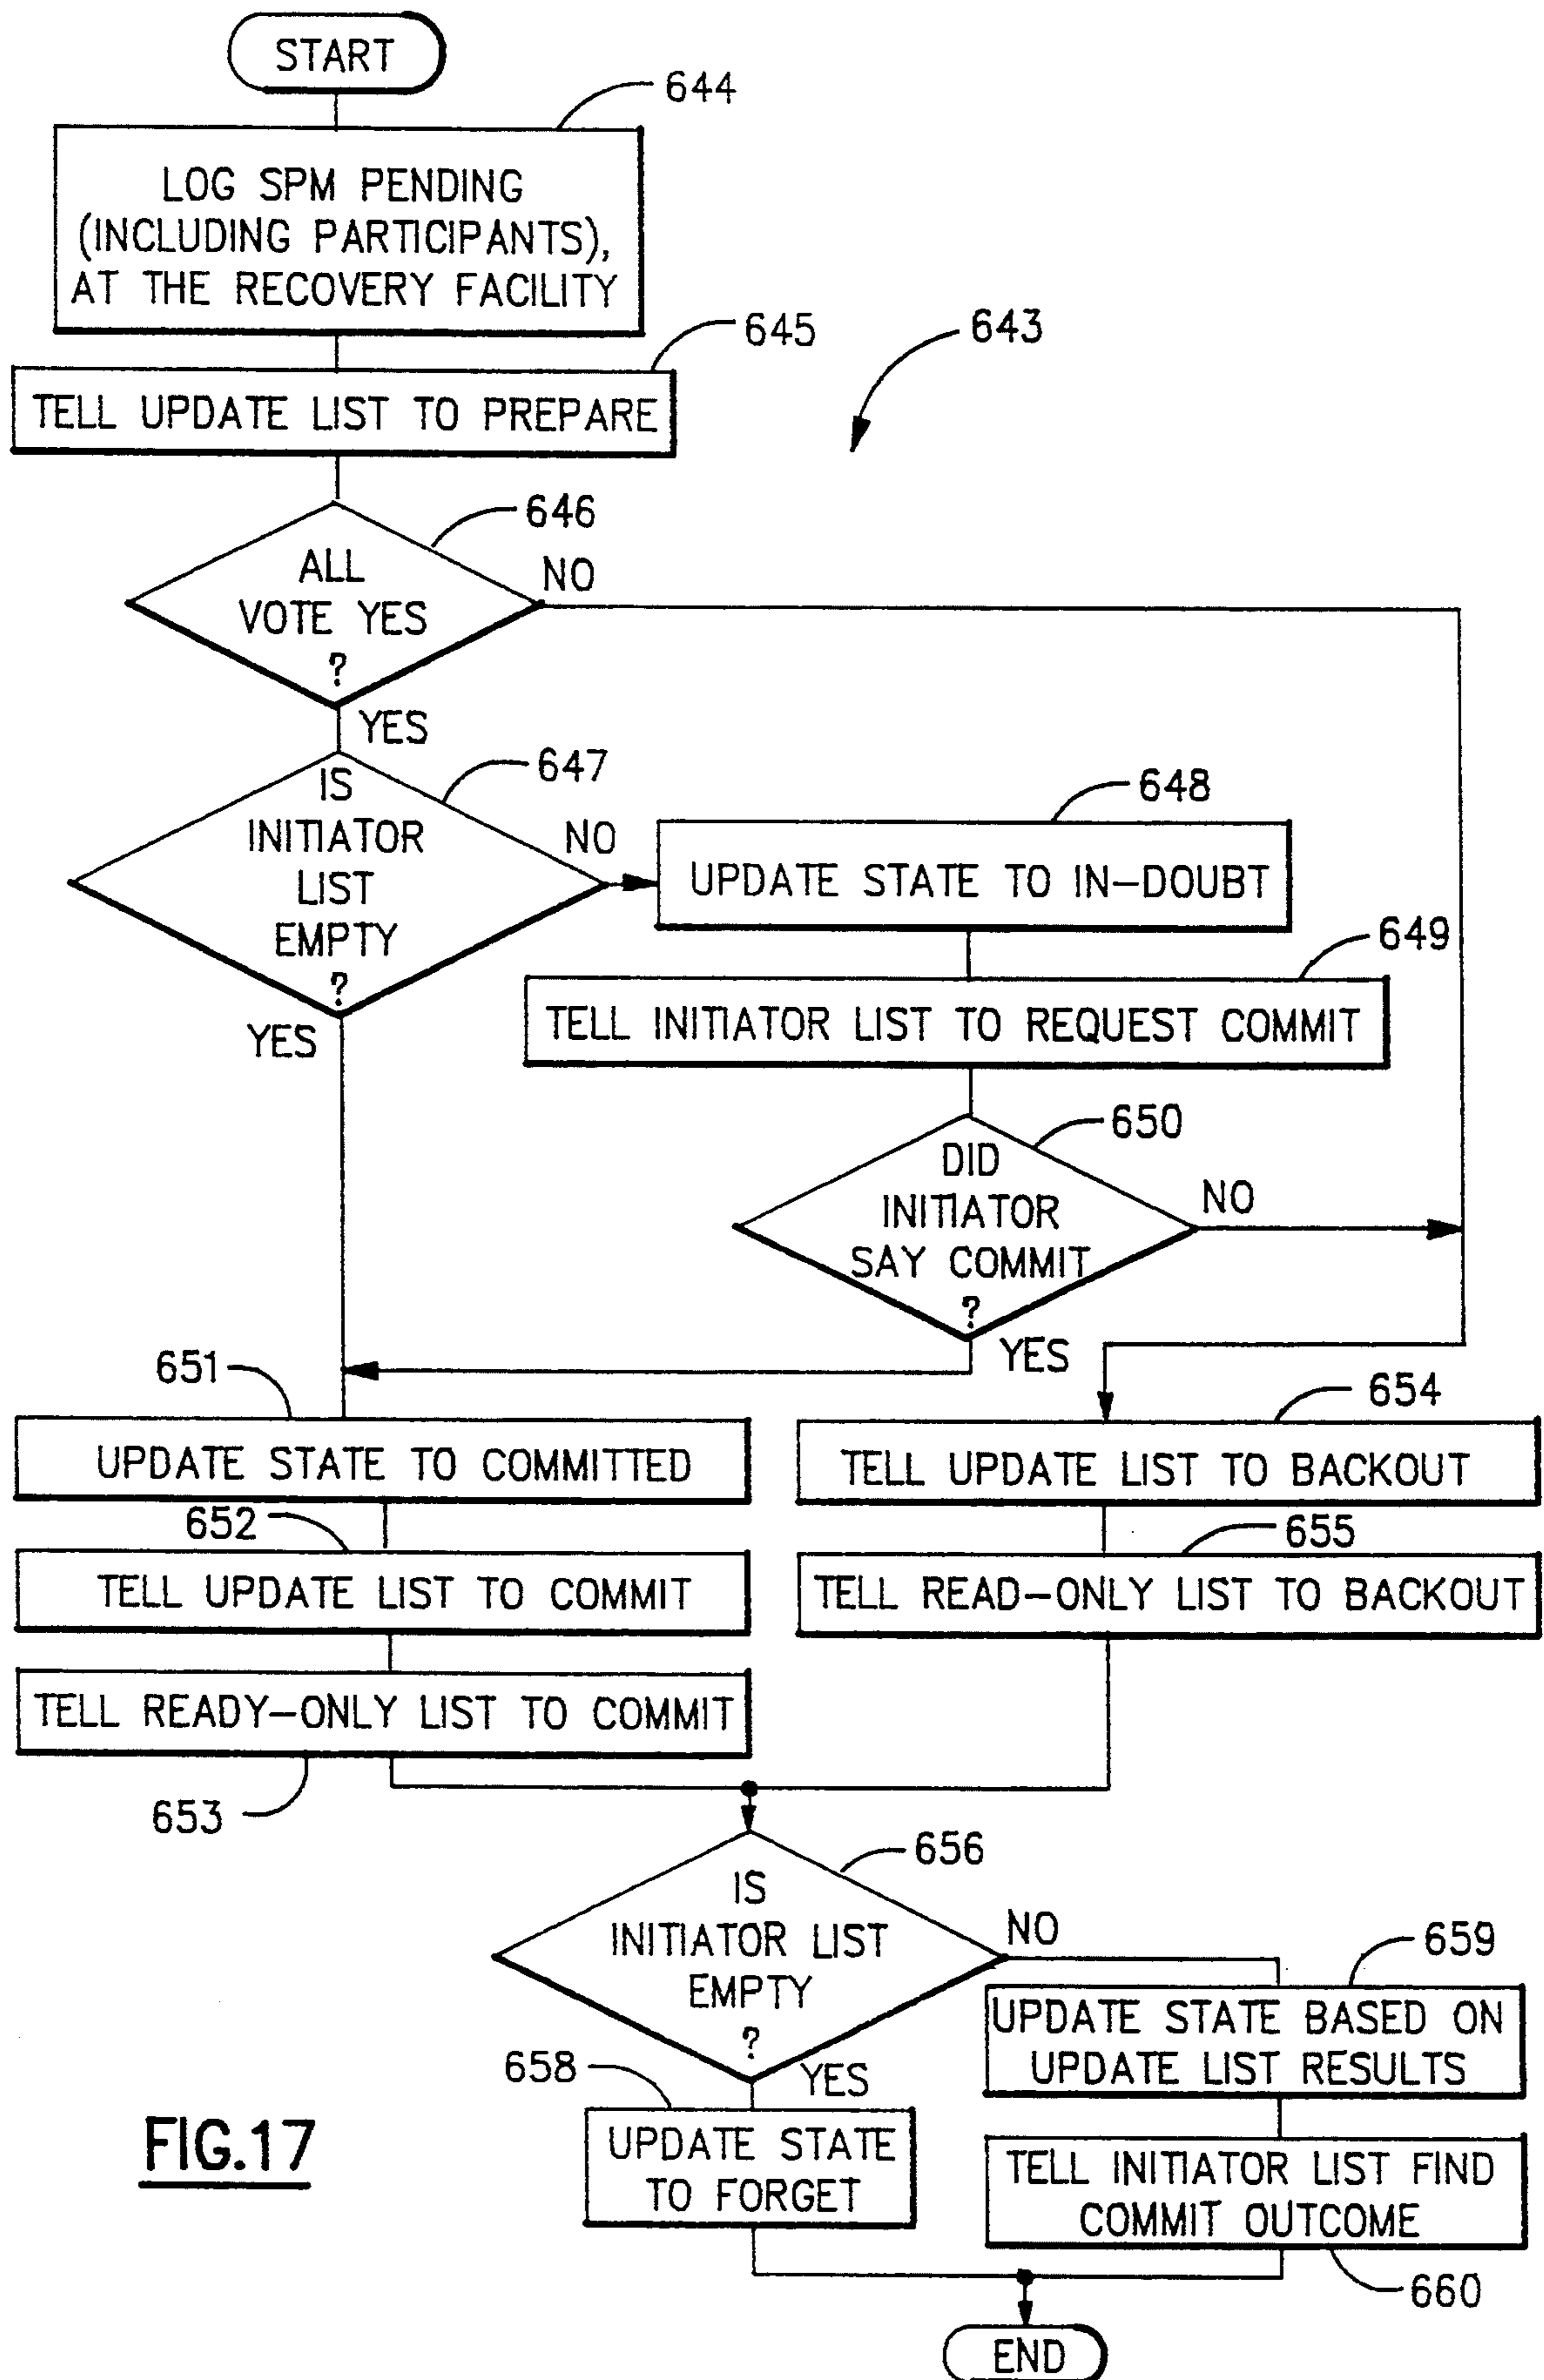 START
644
LOG SPM PENDING
(INCLUDING PARTICIPANTS),
AT THE RECOVERY FACILITY
645
643
TELL UPDATE LIST TO PREPARE
646
ALL
VOTE YES
?
NO
YES
647
IS
INITIATOR
LIST
EMPTY
?
NO
YES
648
UPDATE STATE TO IN-DOUBT
649
TELL INITIATOR LIST TO REQUEST COMMIT
650
DID
INITIATOR
SAY COMMIT
?
NO
YES
651
UPDATE STATE TO COMMITTED
652
TELL UPDATE LIST TO COMMIT
TELL READY-ONLY LIST TO COMMIT
653
654
TELL UPDATE LIST TO BACKOUT
655
TELL READ-ONLY LIST TO BACKOUT
656
IS
INITIATOR LIST
EMPTY
?
NO
YES
658
UPDATE STATE
TO FORGET
659
UPDATE STATE BASED ON
UPDATE LIST RESULTS
TELL INITIATOR LIST FIND
COMMIT OUTCOME
660
END
FIG.17